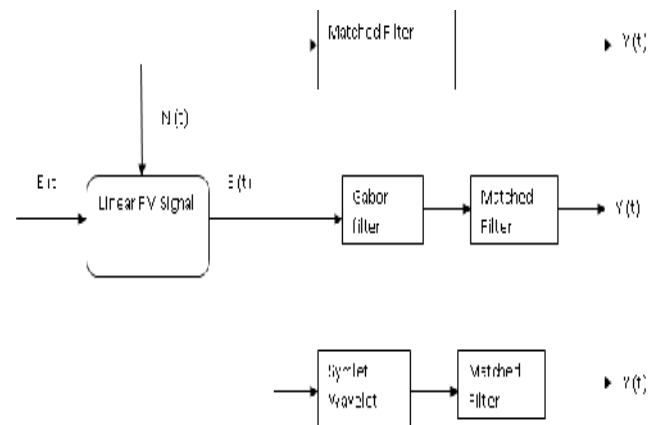 Matched Filter
Y(t)
N(t)
Linear FM Signal
Gabor
filter
Matched
Filter
Y(t)
Symlet
Wavelet
Matched
Filter
Y(t)